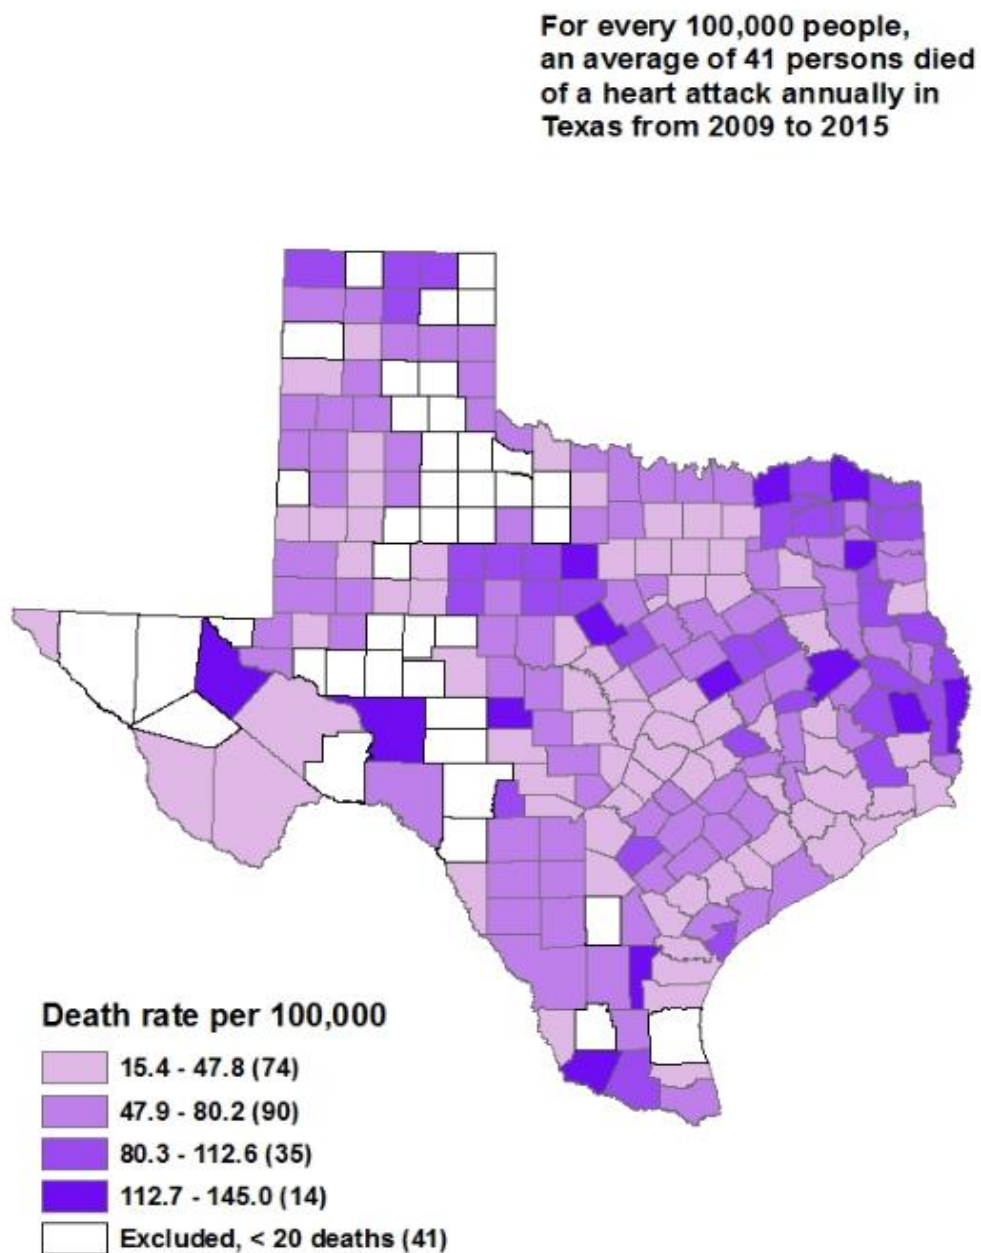 For every 100,000 people,
an average of 41 persons died
of a heart attack annually in
Texas from 2009 to 2015
Death rate per 100,000
15.4 - 47.8 (74)
47.9 - 80.2 (90)
80.3 - 112.6 (35)
112.7 - 145.0 (14)
Excluded, < 20 deaths (41)